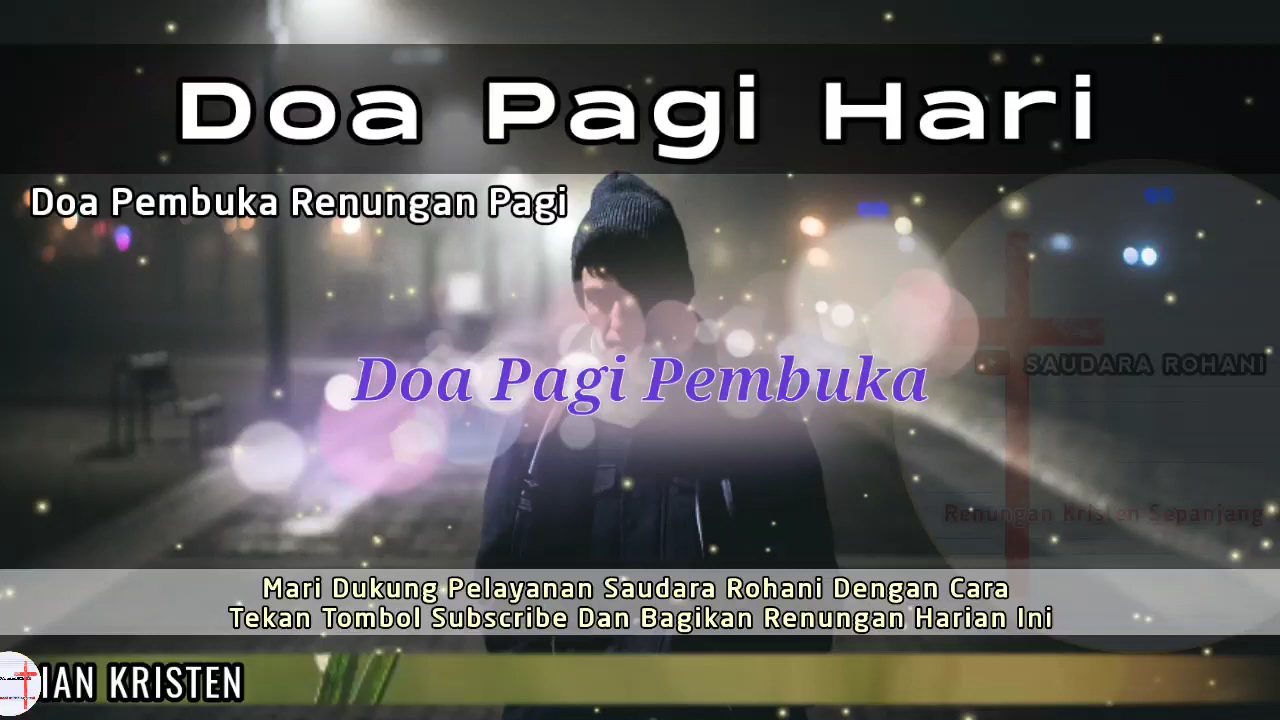 Doa Pagi Hari
Doa Pembuka Renungan Pagi
Doa Pagi Pembuka
SAUDARA ROHANI
Renungan Kristen Sepanjang
Mari Dukung Pelayanan Saudara Rohani Dengan Cara
Tekan Tombol Subscribe Dan Bagikan Renungan Harian Ini
IAN KRISTEN